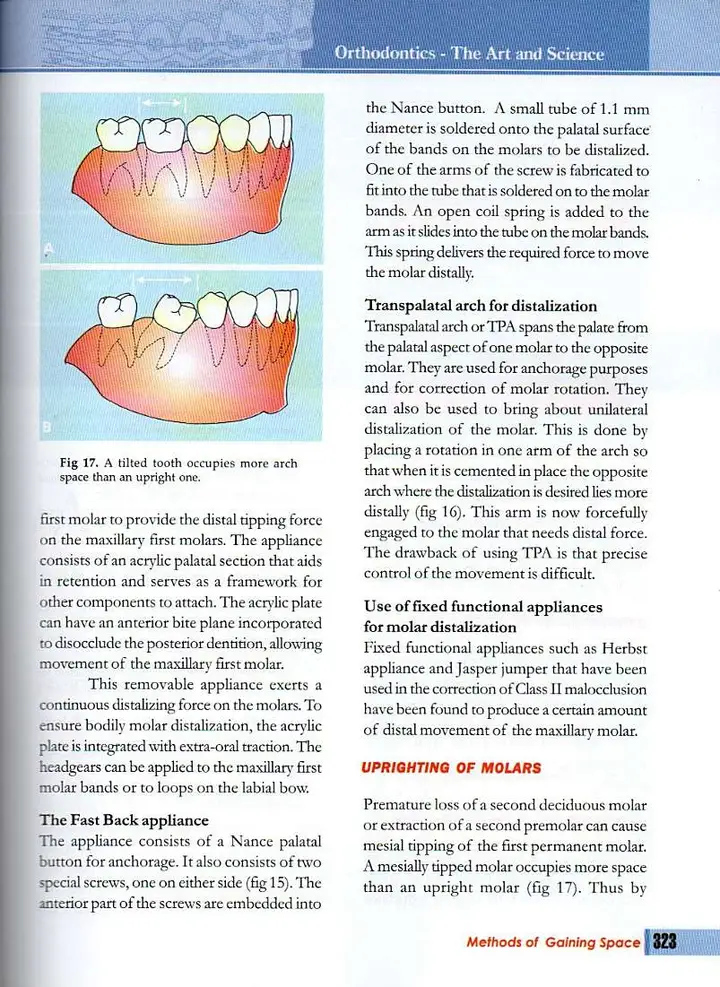 Orthodontics - The Art and Science
A
B
Fig 17. A tilted tooth occupies more arch
space than an upright one.
first molar to provide the distal tipping force
on the maxillary first molars. The appliance
consists of an acrylic palatal section that aids
in retention and serves as a framework for
other components to attach. The acrylic plate
can have an anterior bite plane incorporated
to disocclude the posterior dentition, allowing
movement of the maxillary first molar.
This removable appliance exerts a
continuous distalizing force on the molars. To
ensure bodily molar distalization, the acrylic
plate is integrated with extra-oral traction. The
headgears can be applied to the maxillary first
molar bands or to loops on the labial bow.
The Fast Back appliance
The appliance consists of a Nance palatal
button for anchorage. It also consists of two
special screws, one on either side (fig 15). The
anterior part of the screws are embedded into
the Nance button. A small tube of 1.1 mm
diameter is soldered onto the palatal surface
of the bands on the molars to be distalized.
One of the arms of the screw is fabricated to
fit into the tube that is soldered on to the molar
bands. An open coil spring is added to the
arm as it slides into the tube on the molar bands.
This spring delivers the required force to move
the molar distally.
Transpalatal arch for distalization
Transpalatal arch or TPA spans the palate from
the palatal aspect of one molar to the opposite
molar. They are used for anchorage purposes
and for correction of molar rotation. They
can also be used to bring about unilateral
distalization of the molar. This is done by
placing a rotation in one arm of the arch so
that when it is cemented in place the opposite
arch where the distalization is desired lies more
distally (fig 16). This arm is now forcefully
engaged to the molar that needs distal force.
The drawback of using TPA is that precise
control of the movement is difficult.
Use of fixed functional appliances
for molar distalization
Fixed functional appliances such as Herbst
appliance and Jasper jumper that have been
used in the correction of Class II malocclusion
have been found to produce a certain amount
of distal movement of the maxillary molar.
UPRIGHTING OF MOLARS
Premature loss of a second deciduous molar
or extraction of a second premolar can cause
mesial tipping of the first permanent molar.
A mesially tipped molar occupies more space
than an upright molar (fig 17). Thus by
Methods of Gaining Space 323